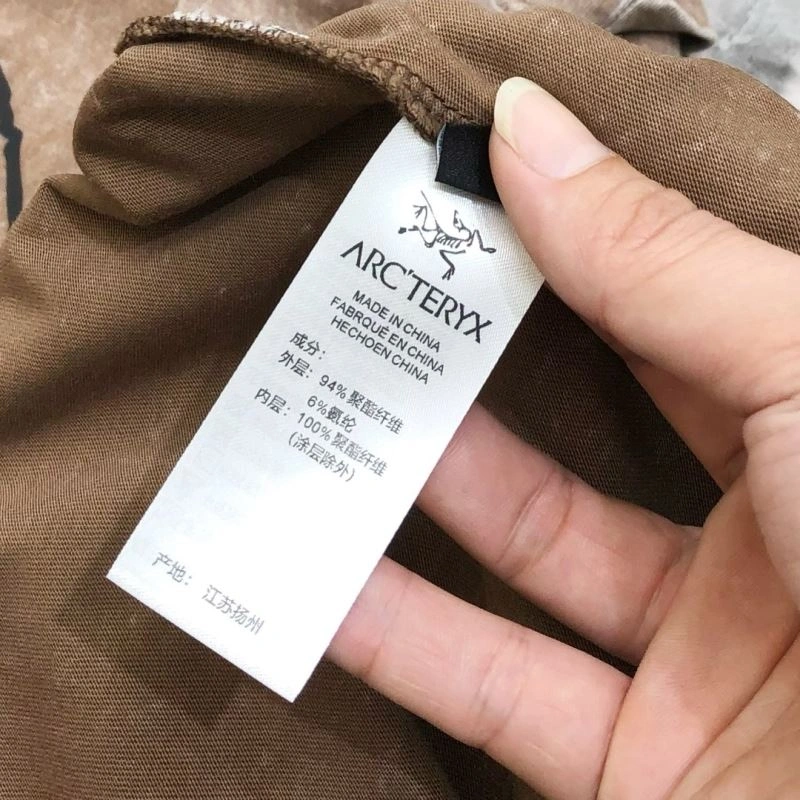 ARC'TERYX
MADE IN CHINA
FABRQUÉ EN CHINA
HECHOEN CHINA
成分：
外层：94% 聚酯纤维
6%氨纶
内层：100% 聚酯纤维
(涂层除外)
产地：江苏扬州